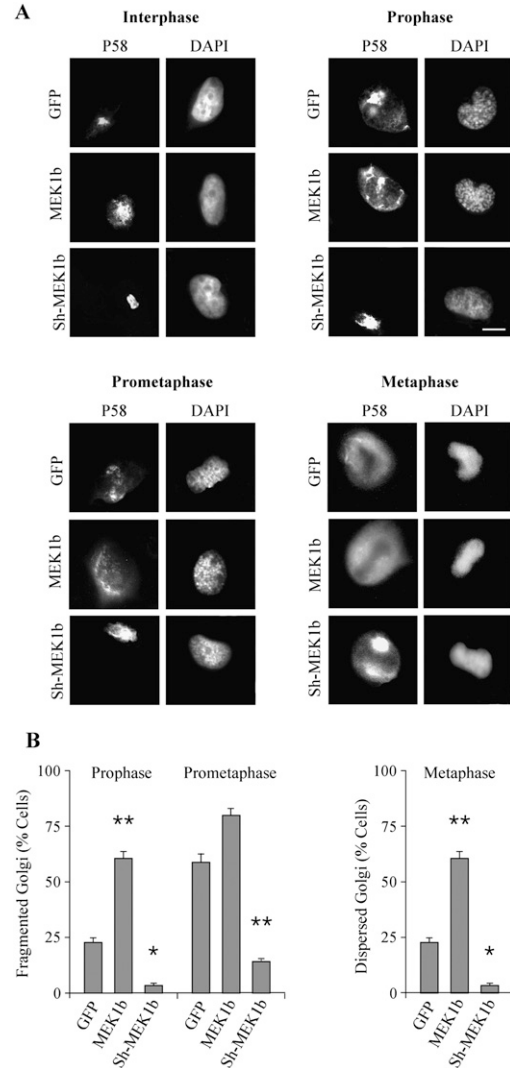 A
Interphase
P58 DAPI
GFP
MEK1b
Sh-MEK1b
Prophase
P58 DAPI
GFP
MEK1b
Sh-MEK1b
Prometaphase
P58 DAPI
GFP
MEK1b
Sh-MEK1b
Metaphase
P58 DAPI
GFP
MEK1b
Sh-MEK1b
B
Fragmented Golgi (% Cells)
100
75
50
25
0
Prophase Prometaphase
** * **
GFP MEK1b Sh-MEK1b GFP MEK1b Sh-MEK1b
Dispersed Golgi (% Cells)
100
75
50
25
0
Metaphase
** *
GFP MEK1b Sh-MEK1b